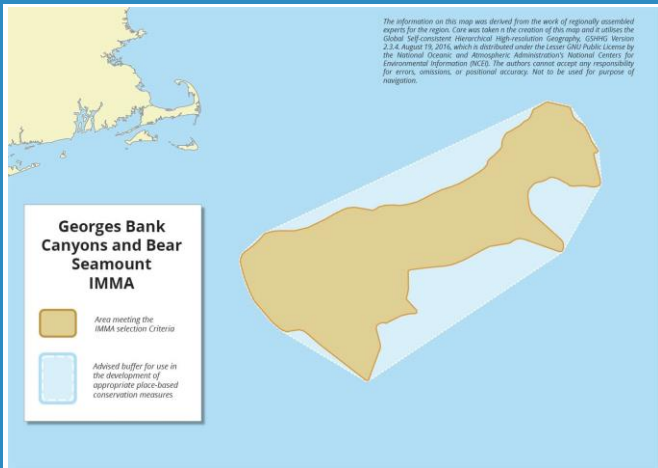 The information on this map was derived from the work of regionally assembled
experts for the region. Care was taken n the creation of this map and it utilises the
Global Self-consistent Hierarchical High-resolution Geography, GSHHG Version
2.3.4. August 19, 2016, which is distributed under the Lesser GNU Public License by
the National Oceanic and Atmospheric Administration's National Centers for
Environmental Information (NCEI). The authors cannot accept any responsibility
for errors, omissions, or positional accuracy. Not to be used for purpose of
navigation.
Georges Bank
Canyons and Bear
Seamount
IMMA
Area meeting the
IMMA selection Criteria
Advised buffer for use in
the development of
appropriate place-based
conservation measures